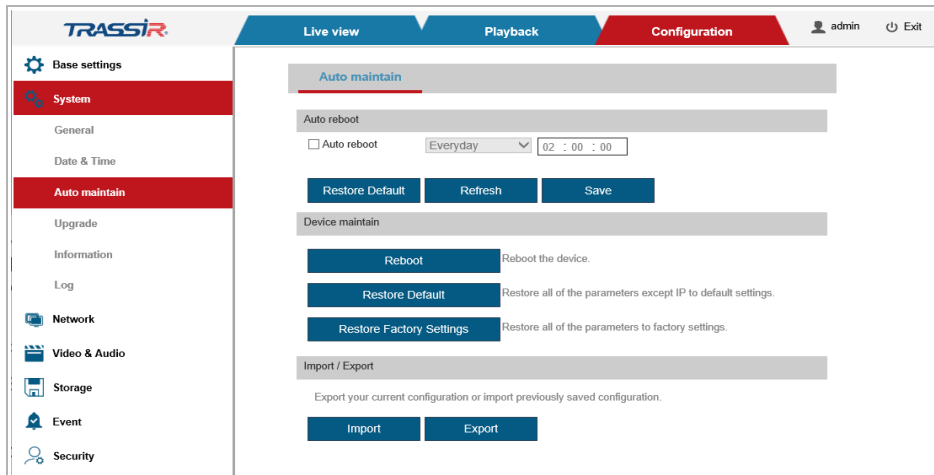 TRASSIR
Live view
Playback
Configuration
admin
Exit
Base settings
System
General
Date & Time
Auto maintain
Upgrade
Information
Log
Network
Video & Audio
Storage
Event
Security
Auto maintain
Auto reboot
Auto reboot
Everyday
02 : 00 : 00
Restore Default
Refresh
Save
Device maintain
Reboot
Reboot the device.
Restore Default
Restore all of the parameters except IP to default settings.
Restore Factory Settings
Restore all of the parameters to factory settings.
Import / Export
Export your current configuration or import previously saved configuration.
Import
Export